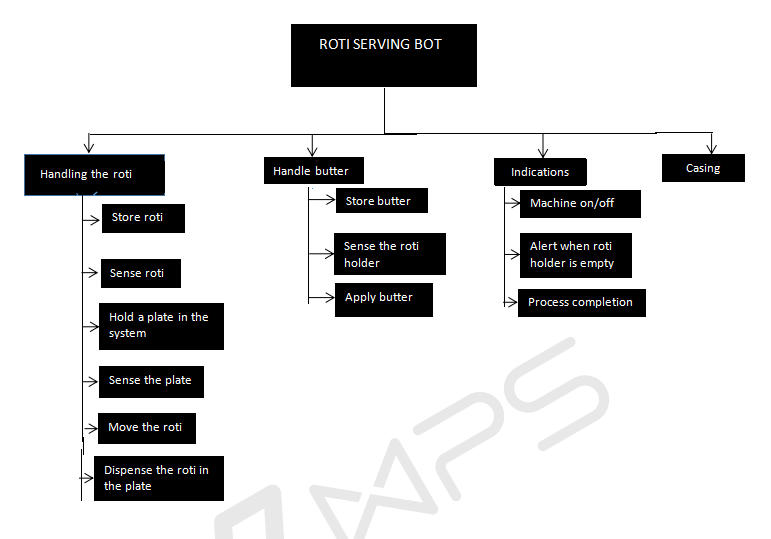 ROTI SERVING BOT
Handling the roti
Store roti
Sense roti
Hold a plate in the
system
Sense the plate
Move the roti
Dispense the roti in
the plate
Handle butter
Store butter
Sense the roti
holder
Apply butter
Indications
Machine on/off
Alert when roti
holder is empty
Process completion
Casing